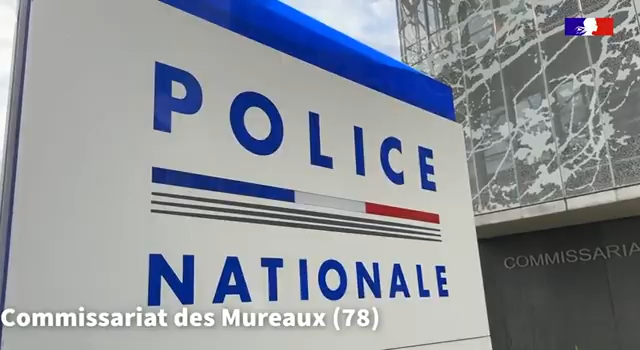 POLICE
NATIONALE
COMMISSARIA
Commissariat des Mureaux (78)